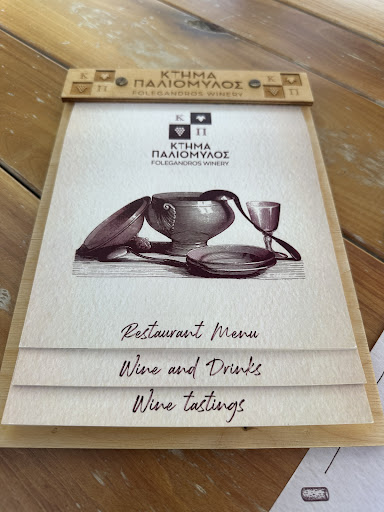 Κ
Π
ΚΤΗΜΑ
ΠΑΛΙΟΜΥΛΟΣ
FOLEGANDROS WINERY
Κ
Π
Κ
Π
ΚΤΗΜΑ
ΠΑΛΙΟΜΥΛΟΣ
FOLEGANDROS WINERY
Restaurant Menu
Wine and Drinks
Wine tastings